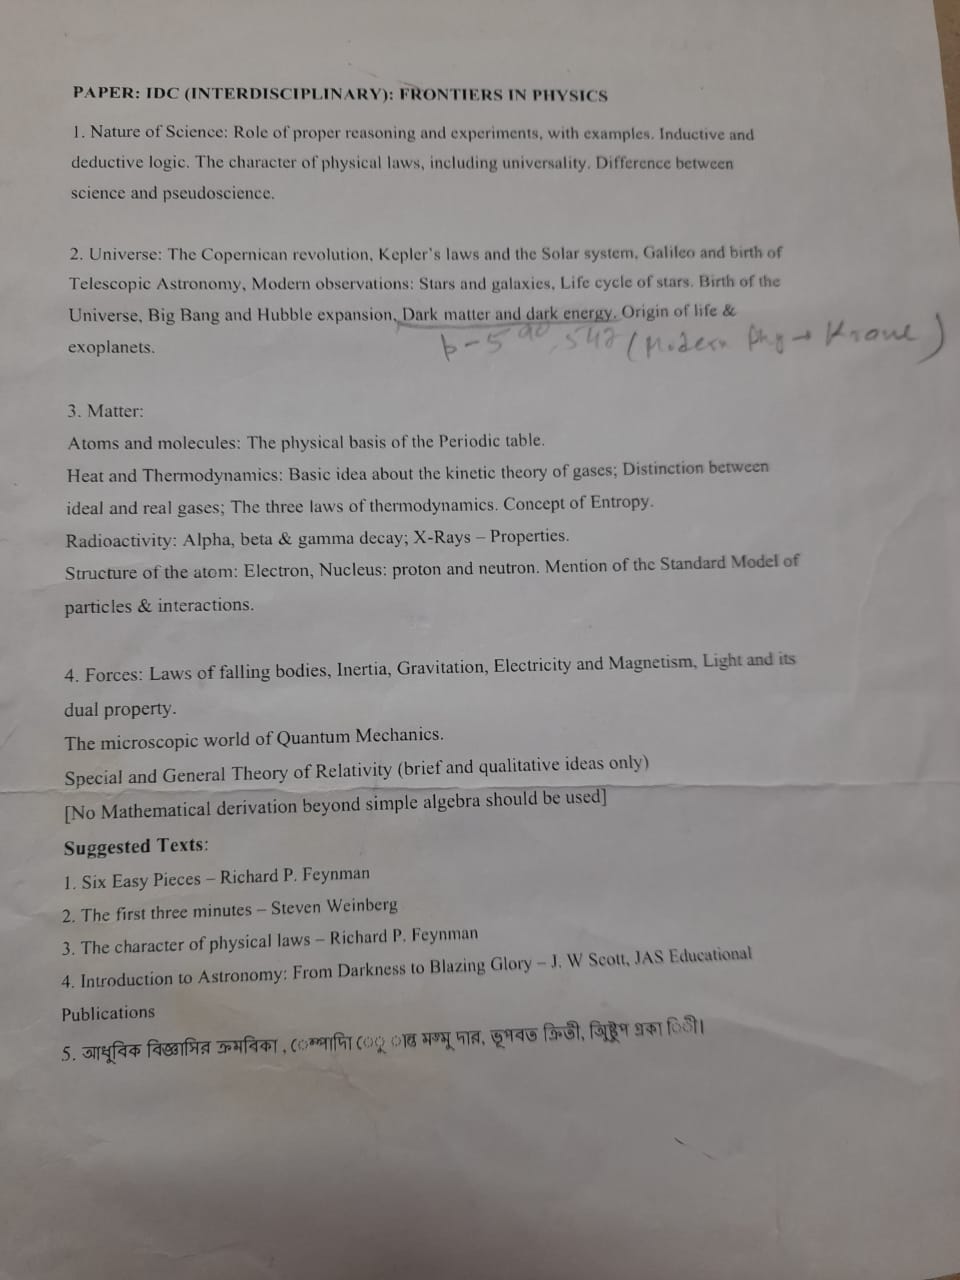 PAPER: IDC (INTERDISCIPLINARY): FRONTIERS IN PHYSICS
1. Nature of Science: Role of proper reasoning and experiments, with examples. Inductive and
deductive logic. The character of physical laws, including universality. Difference between
science and pseudoscience.
2. Universe: The Copernican revolution, Kepler's laws and the Solar system, Galileo and birth of
Telescopic Astronomy, Modern observations: Stars and galaxies, Life cycle of stars. Birth of the
Universe, Big Bang and Hubble expansion, Dark matter and dark energy. Origin of life &
exoplanets.
(Modern Phy → Krane)
3. Matter:
Atoms and molecules: The physical basis of the Periodic table.
Heat and Thermodynamics: Basic idea about the kinetic theory of gases; Distinction between
ideal and real gases; The three laws of thermodynamics. Concept of Entropy.
Radioactivity: Alpha, beta & gamma decay; X-Rays – Properties.
Structure of the atom: Electron, Nucleus: proton and neutron. Mention of the Standard Model of
particles & interactions.
4. Forces: Laws of falling bodies, Inertia, Gravitation, Electricity and Magnetism, Light and its
dual property.
The microscopic world of Quantum Mechanics.
Special and General Theory of Relativity (brief and qualitative ideas only)
[No Mathematical derivation beyond simple algebra should be used]
Suggested Texts:
1. Six Easy Pieces – Richard P. Feynman
2. The first three minutes – Steven Weinberg
3. The character of physical laws – Richard P. Feynman
4. Introduction to Astronomy: From Darkness to Blazing Glory – J. W Scott, JAS Educational
Publications
5. আধুবিক বিজ্ঞাসির ক্রমবিকা ,